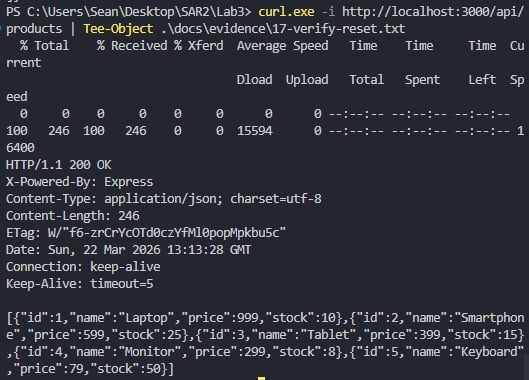 PS C:\Users\Sean\Desktop\SAR2\Lab3> curl.exe -i http://localhost:3000/api/
products | Tee-Object .\docs\evidence\17-verify-reset.txt
  % Total    % Received % Xferd  Average Speed   Time    Time     Time  Cu
rrent
                                 Dload  Upload   Total   Spent    Left  Sp
eed
  0     0    0     0    0     0      0      0 --:--:-- --:--:-- --:--:--
100   246  100   246    0     0  15594      0 --:--:-- --:--:-- --:--:-- 1
6400
HTTP/1.1 200 OK
X-Powered-By: Express
Content-Type: application/json; charset=utf-8
Content-Length: 246
ETag: W/"f6-zrCrYcOTd0czYfMl0popMpkbu5c"
Date: Sun, 22 Mar 2026 13:13:28 GMT
Connection: keep-alive
Keep-Alive: timeout=5

[{"id":1,"name":"Laptop","price":999,"stock":10},{"id":2,"name":"Smartphon
e","price":599,"stock":25},{"id":3,"name":"Tablet","price":399,"stock":15}
,{"id":4,"name":"Monitor","price":299,"stock":8},{"id":5,"name":"Keyboard"
,"price":79,"stock":50}]